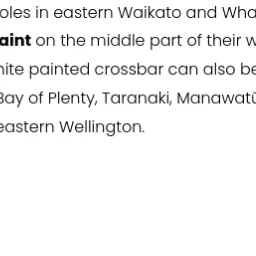 oles in eastern Waikato and Wha
aint on the middle part of their w
ite painted crossbar can also be
Bay of Plenty, Taranaki, Manawatū
eastern Wellington.